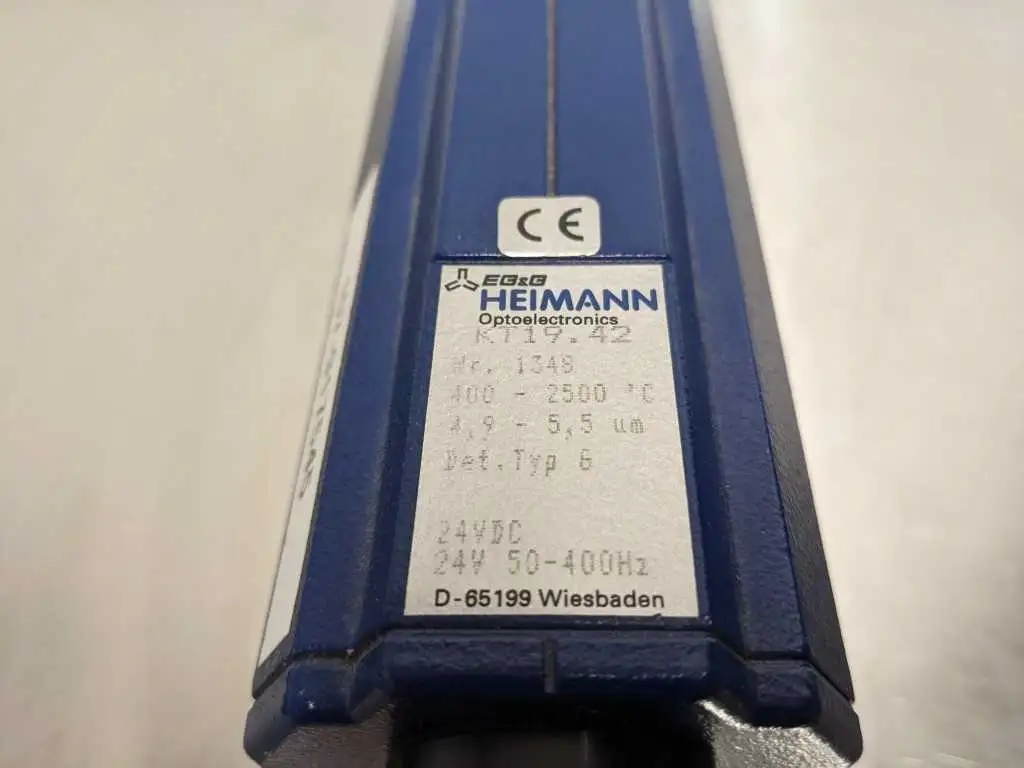 CE
EG&G
HEIMANN
Optoelectronics
KT19.42
Nr. 1348
400 - 2500 °C
4,9 - 5,5 um
Det.Typ 6
24VDC
24V 50-400Hz
D-65199 Wiesbaden